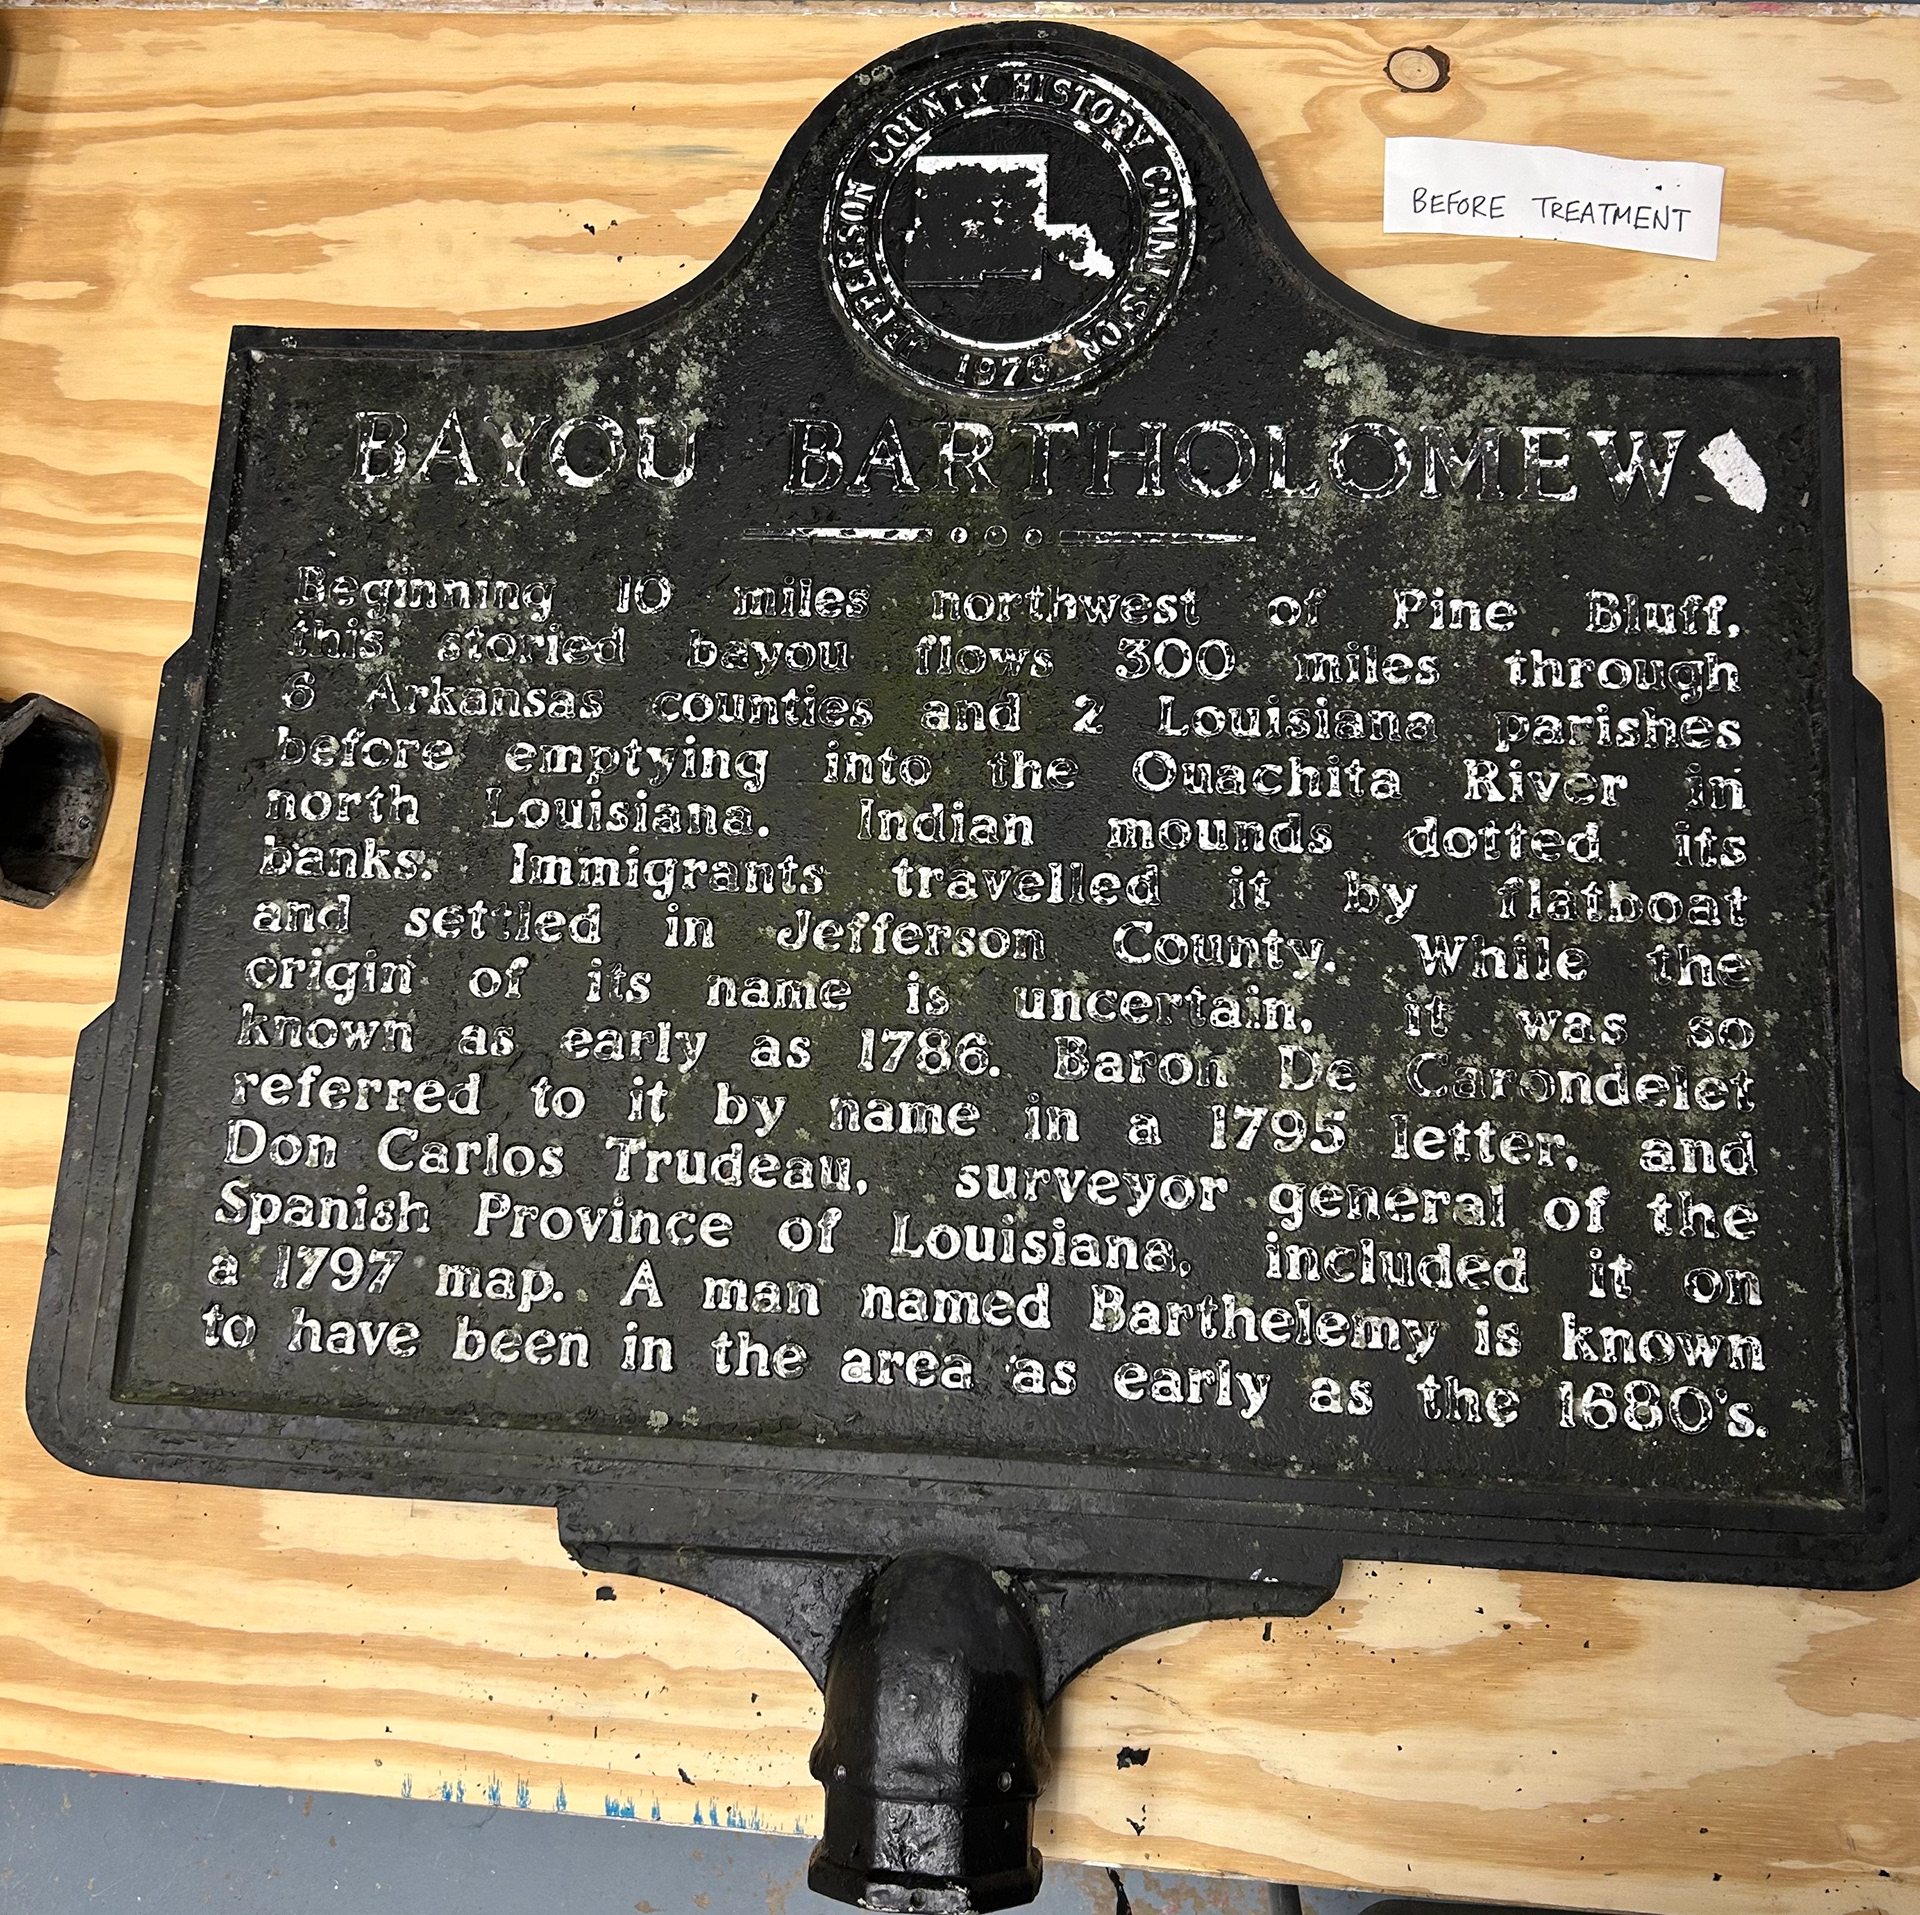 JEFFERSON COUNTY HISTORY COMMISSION
1978
BEFORE TREATMENT
BAYOU BARTHOLOMEW
Beginning 10 miles northwest of Pine Bluff,
this storied bayou flows 300 miles through
6 Arkansas counties and 2 Louisiana parishes
before emptying into the Ouachita River in
north Louisiana. Indian mounds dotted its
banks. Immigrants travelled it by flatboat
and settled in Jefferson County. While the
origin of its name is uncertain, it was so
known as early as 1786. Baron De Carondelet
referred to it by name in a 1795 letter, and
Don Carlos Trudeau, surveyor general of the
Spanish Province of Louisiana, included it on
a 1797 map. A man named Barthelemy is known
to have been in the area as early as the 1680's.